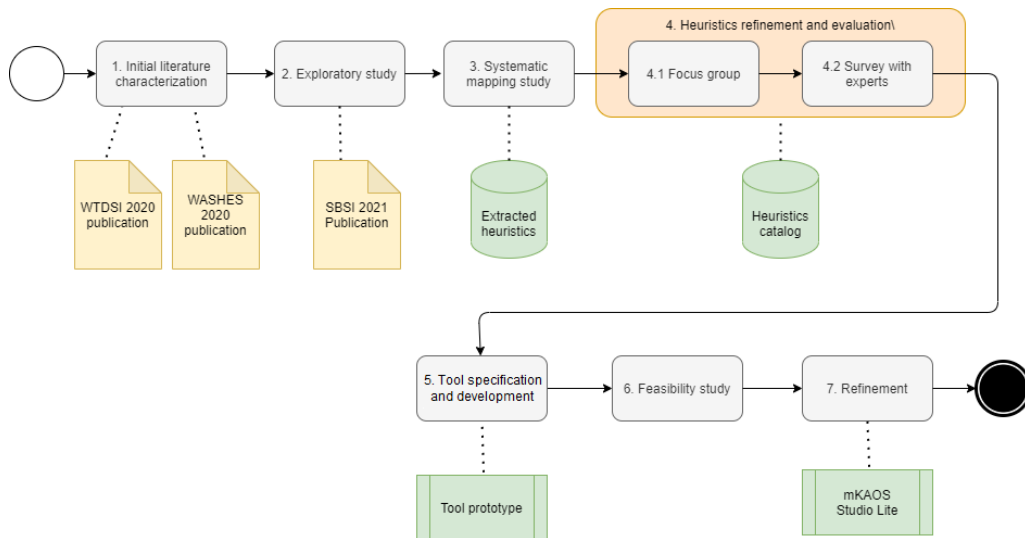 4. Heuristics refinement and evaluation\
1. Initial literature
characterization
2. Exploratory study
3. Systematic
mapping study
4.1 Focus group
4.2 Survey with
experts
WTDSI 2020
publication
WASHES
2020
publication
SBSI 2021
Publication
Extracted
heuristics
Heuristics
catalog
5. Tool specification
and development
6. Feasibility study
7. Refinement
Tool prototype
mKAOS
Studio Lite